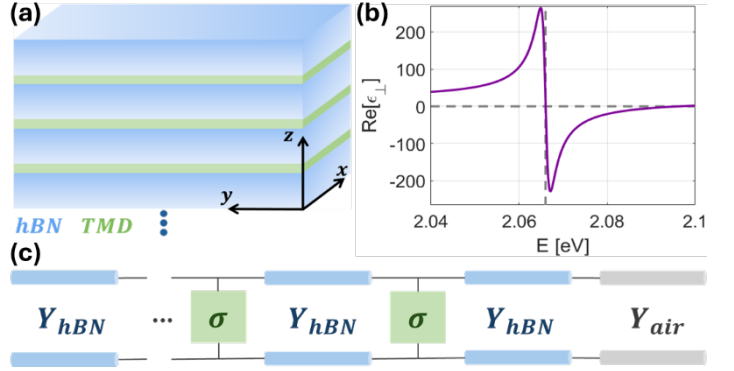 (a)
z
x
y
hBN TMD
(b)
Re[ϵ⊥]
200
100
0
-100
-200
2.04 2.06 2.08 2.1
E [eV]
(c)
Y_hBN ... σ Y_hBN σ Y_hBN Y_air